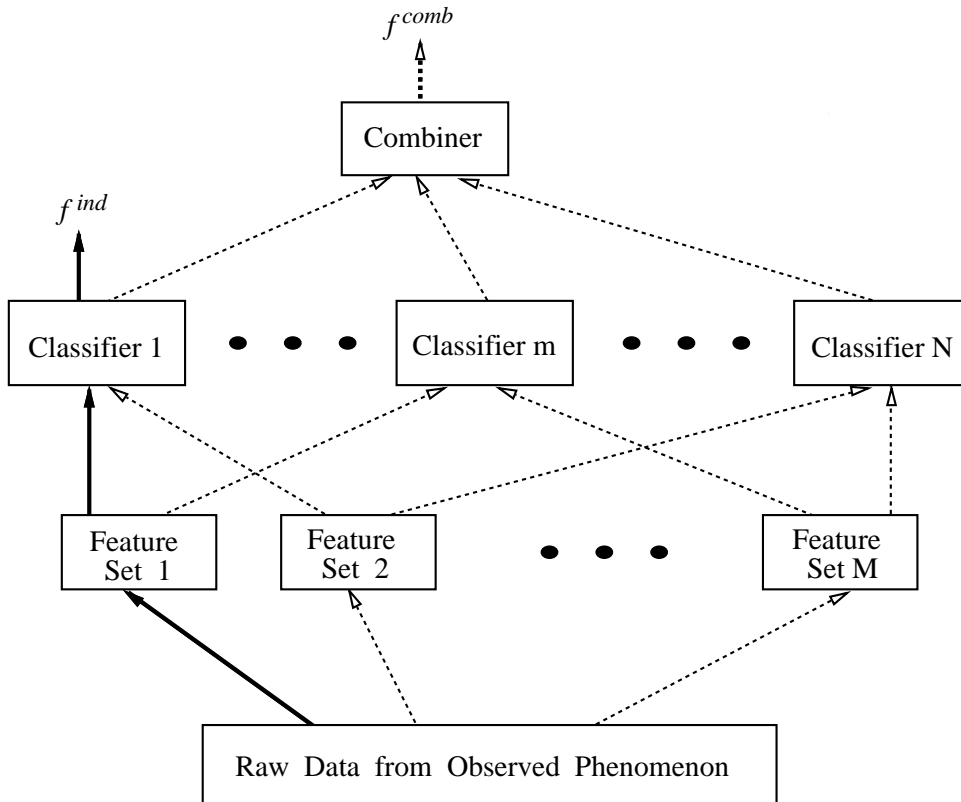 f^comb
Combiner
f^ind
Classifier 1
Classifier m
Classifier N
Feature
Set 1
Feature
Set 2
Feature
Set M
Raw Data from Observed Phenomenon